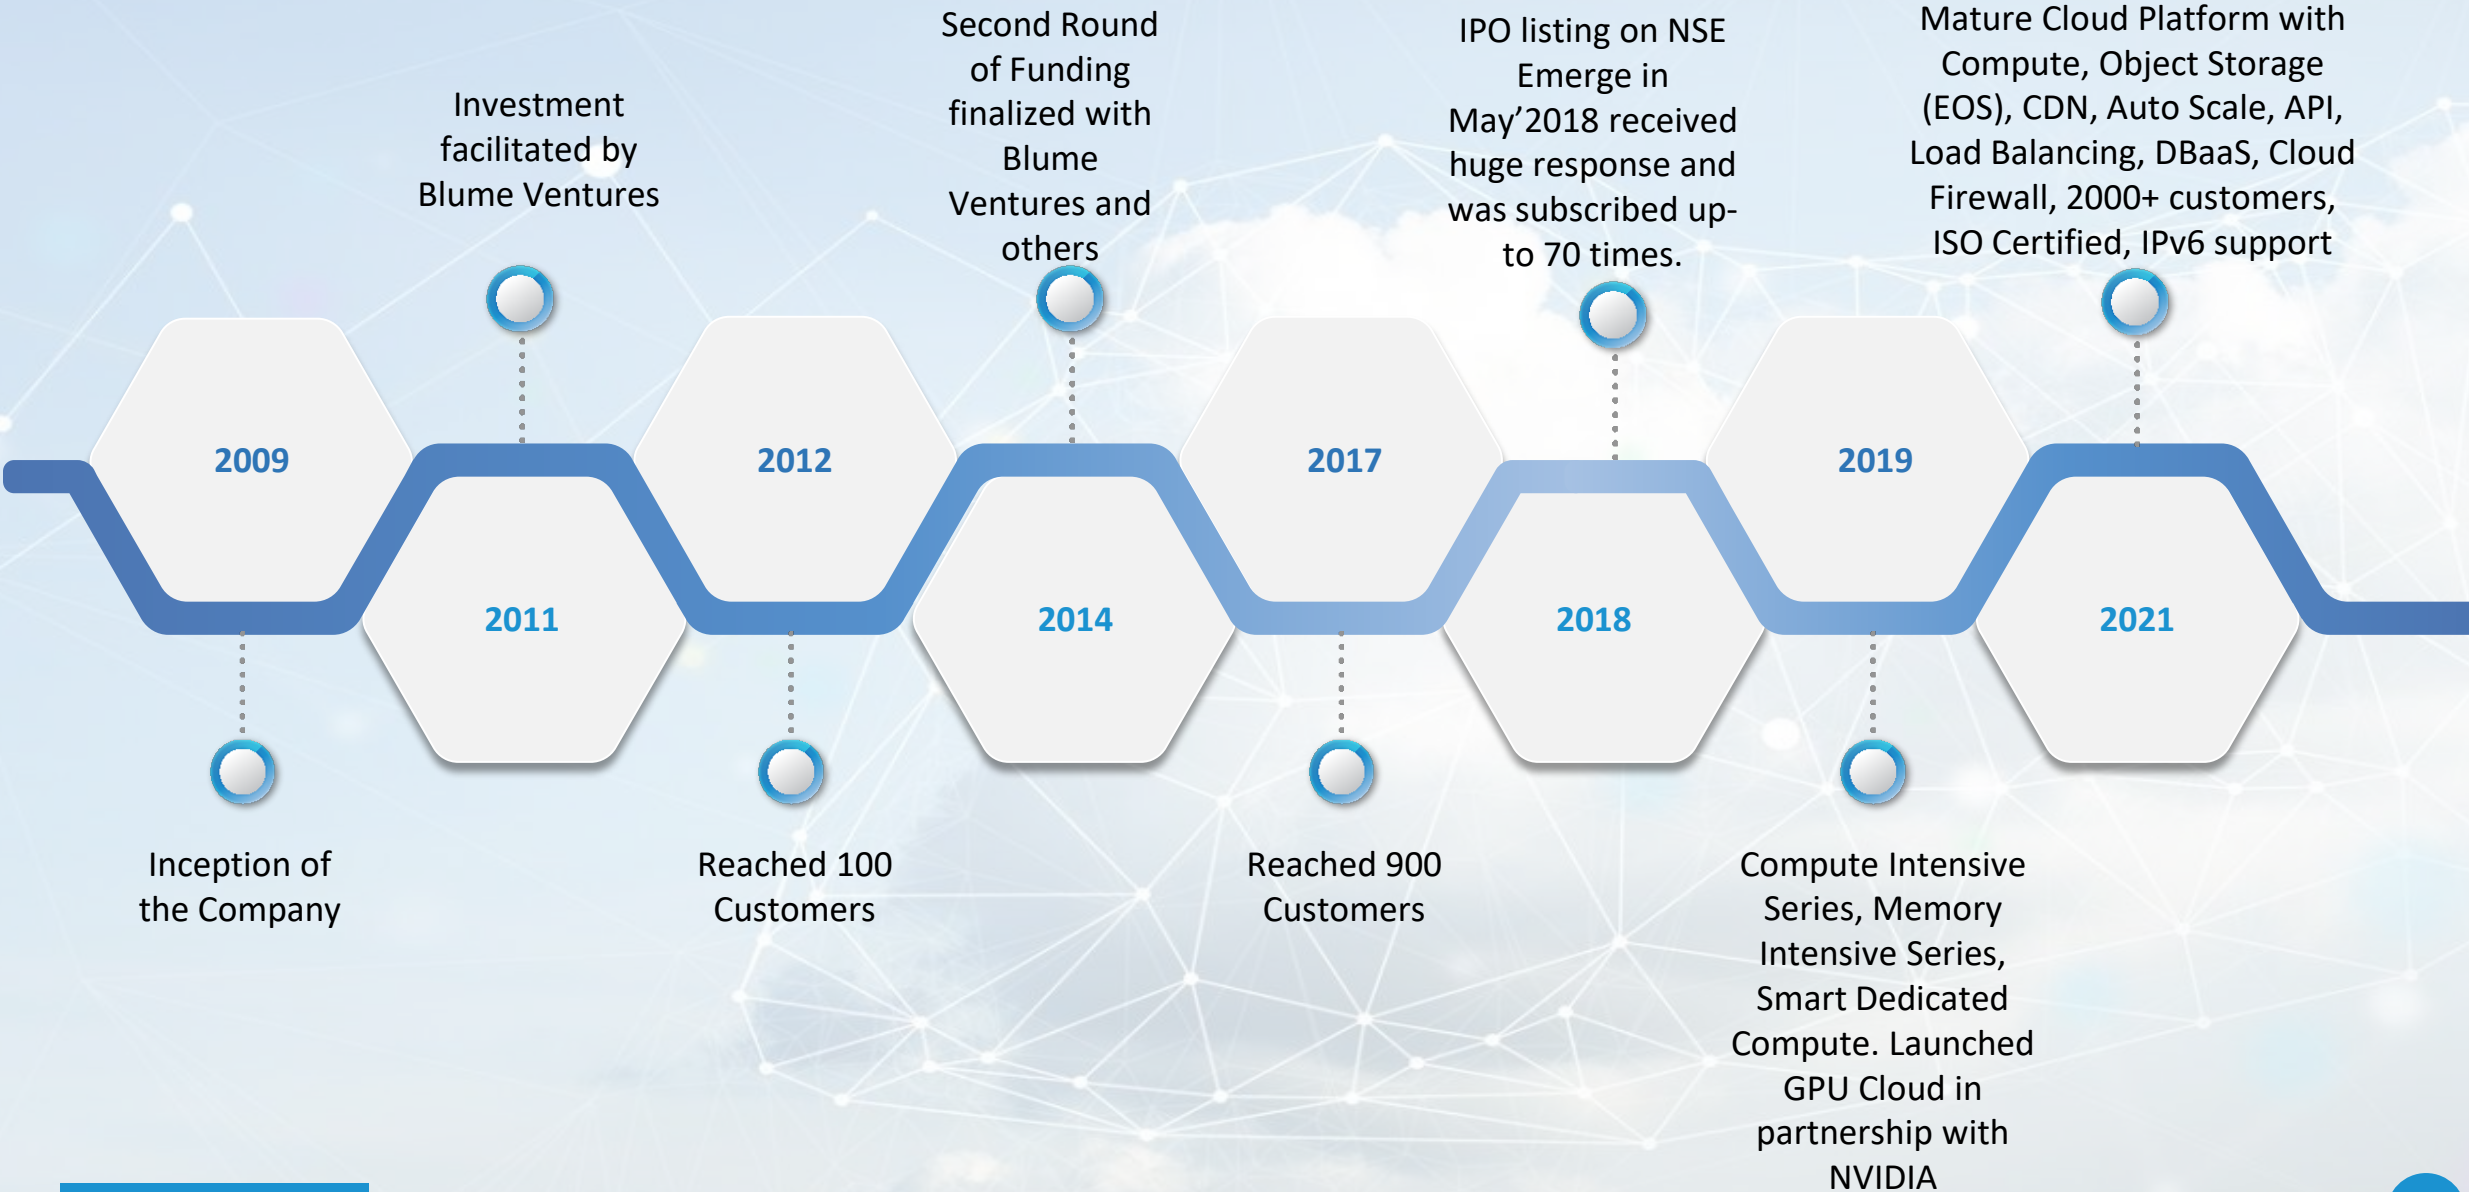 2009
Inception of
the Company
Investment
facilitated by
Blume Ventures
2011
2012
Reached 100
Customers
Second Round
of Funding
finalized with
Blume
Ventures and
others
2014
2017
Reached 900
Customers
IPO listing on NSE
Emerge in
May’2018 received
huge response and
was subscribed up-
to 70 times.
2018
2019
Compute Intensive
Series, Memory
Intensive Series,
Smart Dedicated
Compute. Launched
GPU Cloud in
partnership with
NVIDIA
Mature Cloud Platform with
Compute, Object Storage
(EOS), CDN, Auto Scale, API,
Load Balancing, DBaaS, Cloud
Firewall, 2000+ customers,
ISO Certified, IPv6 support
2021